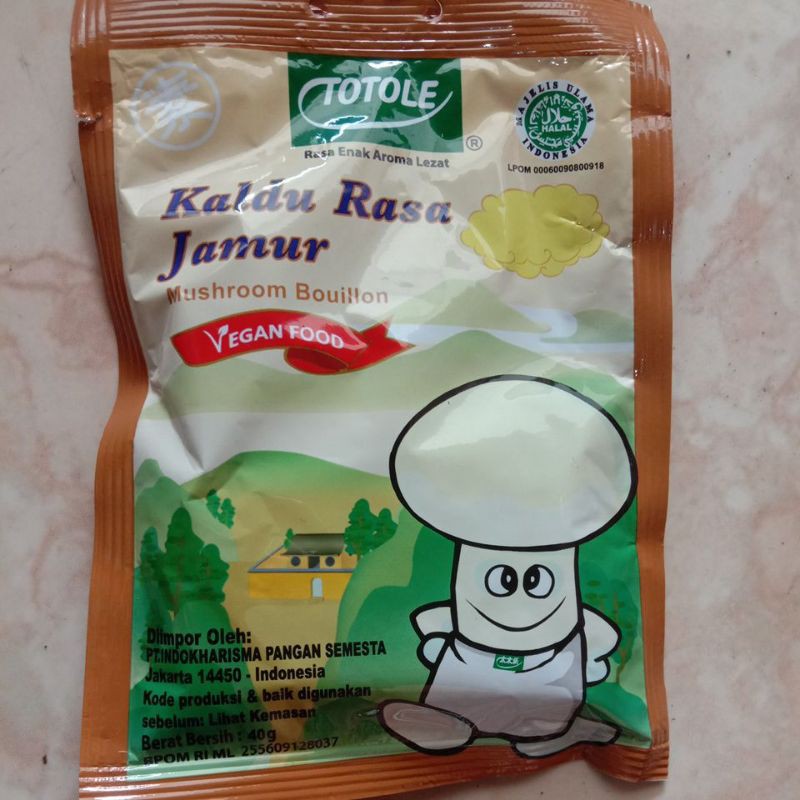 TOTOLE
®
Rasa Enak Aroma Lezat
MAJELIS ULAMA
حلال
HALAL
INDONESIA
LPOM 00060090800918
Kaldu Rasa
Jamur
Mushroom Bouillon
VEGAN FOOD
Diimpor Oleh:
PT.INDOKHARISMA PANGAN SEMESTA
Jakarta 14450 - Indonesia
Kode produksi & baik digunakan
sebelum: Lihat Kemasan
Berat Bersih : 40g
BPOM RI ML 255609128037